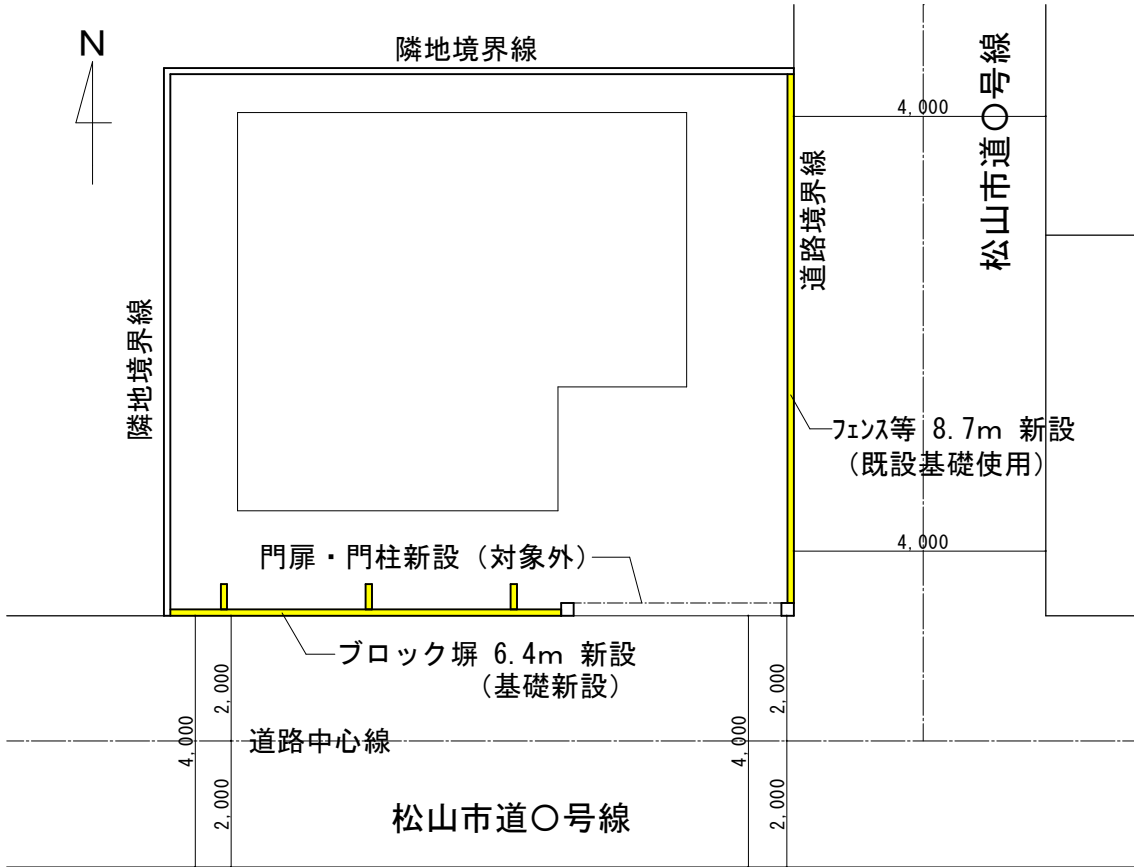 N
隣地境界線
4,000
松山市道○号線
道路境界線
隣地境界線
フェンス等 8.7m 新設
（既設基礎使用）
4,000
門扉・門柱新設（対象外）
ブロック塀 6.4m 新設
（基礎新設）
2,000
2,000
4,000
4,000
道路中心線
2,000
2,000
松山市道○号線